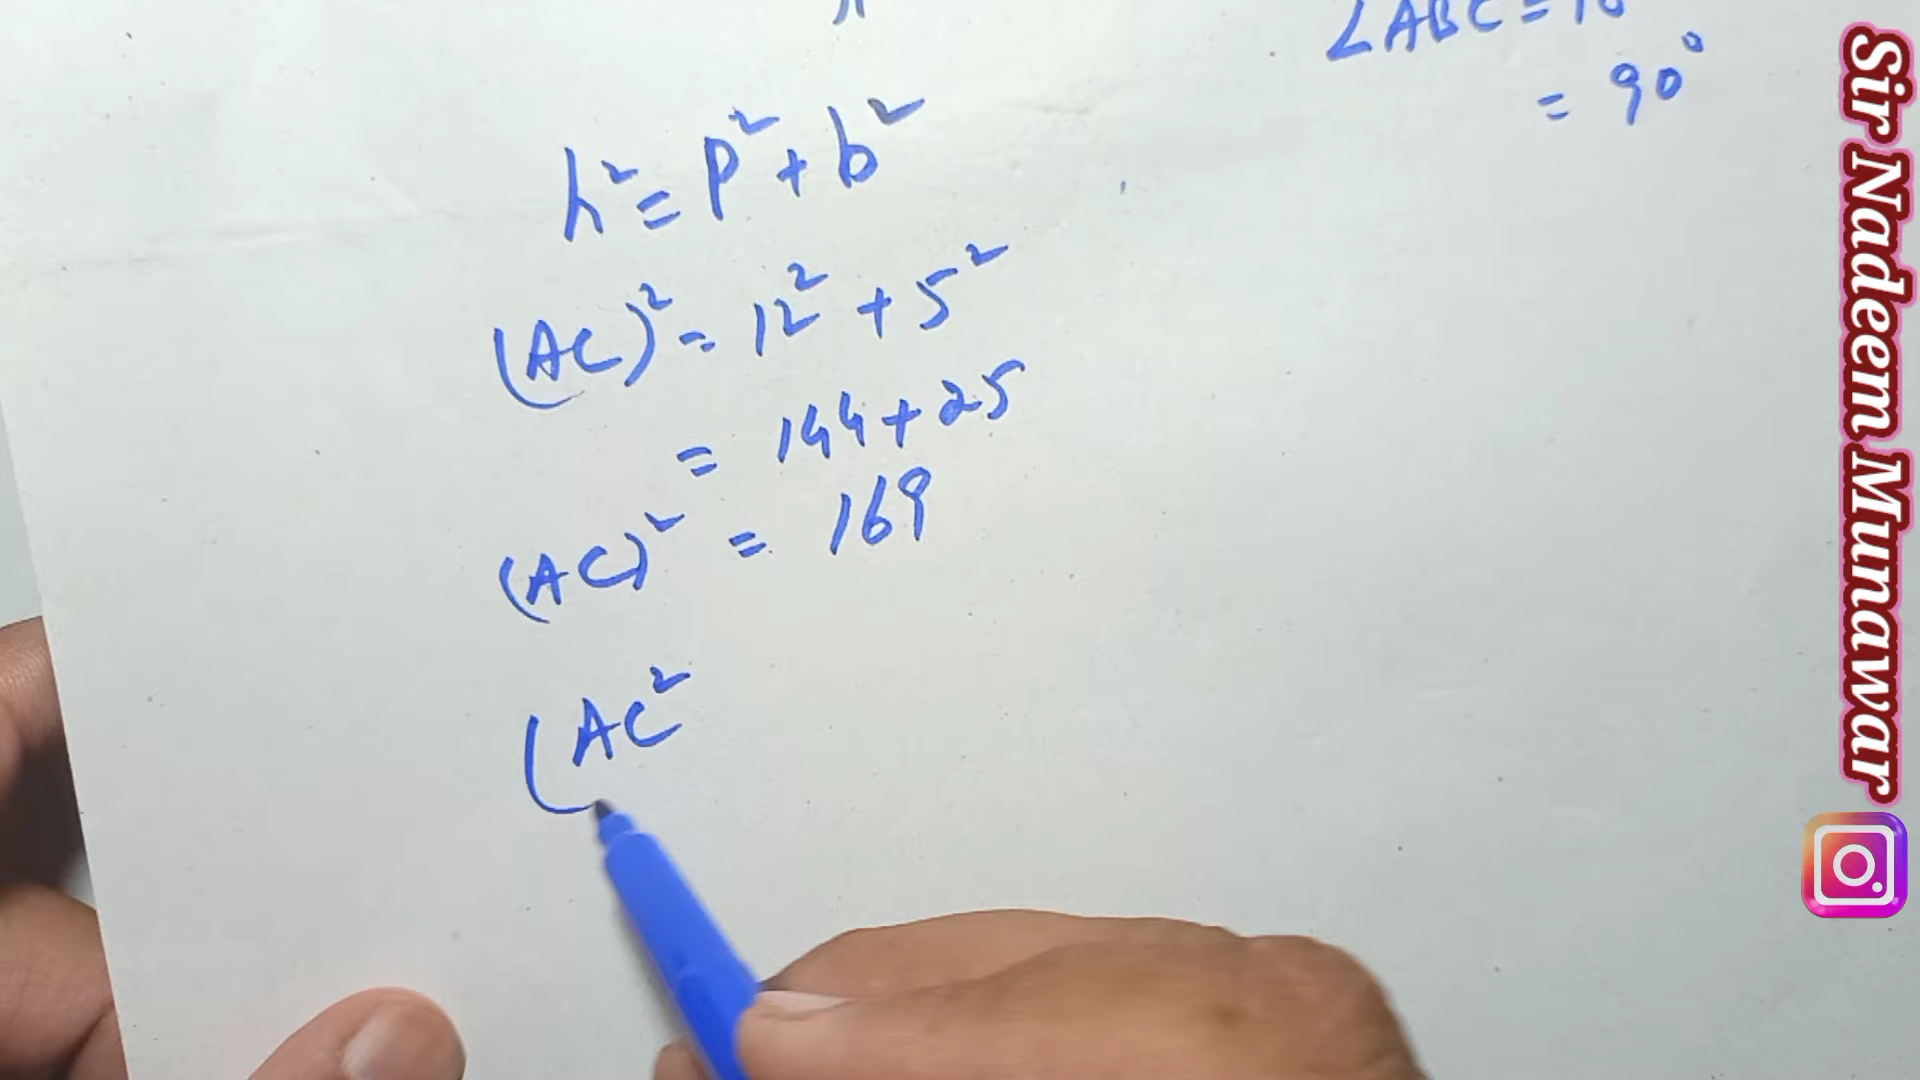 ∠ABC = 
= 90°
h² = P² + b²
(AC)² = 12² + 5²
= 144 + 25
(AC)² = 169
(AC²
Sir Nadeem Munawar